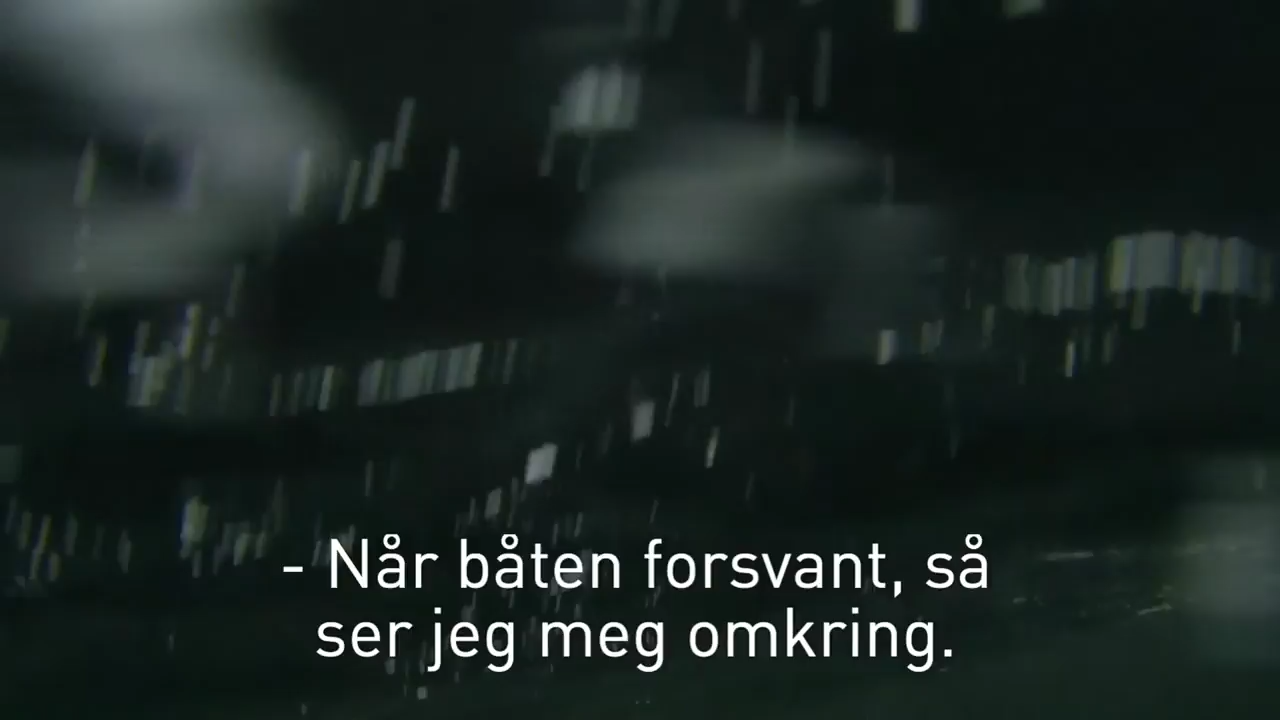 - Når båten forsvant, så
ser jeg meg omkring.